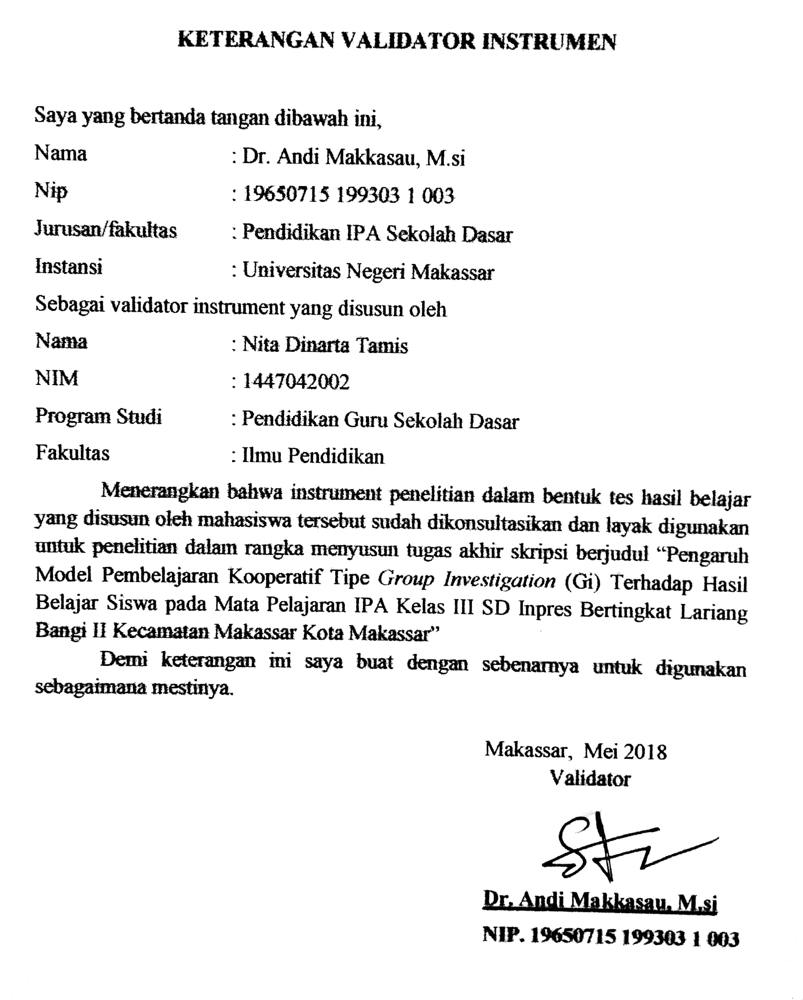 KETERANGAN VALIDATOR INSTRUMEN
Saya yang bertanda tangan dibawah ini,
Nama : Dr. Andi Makkasau, M.si
Nip : 19650715 199303 1 003
Jurusan/fakultas : Pendidikan IPA Sekolah Dasar
Instansi : Universitas Negeri Makassar
Sebagai validator instrument yang disusun oleh
Nama : Nita Dinarta Tamis
NIM : 1447042002
Program Studi : Pendidikan Guru Sekolah Dasar
Fakultas : Ilmu Pendidikan
Menerangkan bahwa instrument penelitian dalam bentuk tes hasil belajar
yang disusun oleh mahasiswa tersebut sudah dikonsultasikan dan layak digunakan
untuk penelitian dalam rangka menyusun tugas akhir skripsi berjudul “Pengaruh
Model Pembelajaran Kooperatif Tipe Group Investigation (Gi) Terhadap Hasil
Belajar Siswa pada Mata Pelajaran IPA Kelas III SD Inpres Bertingkat Lariang
Bangi II Kecamatan Makassar Kota Makassar”
Demi keterangan ini saya buat dengan sebenarnya untuk digunakan
sebagaimana mestinya.
Makassar, Mei 2018
Validator
Dr. Andi Makkasau, M.si
NIP. 19650715 199303 1 003